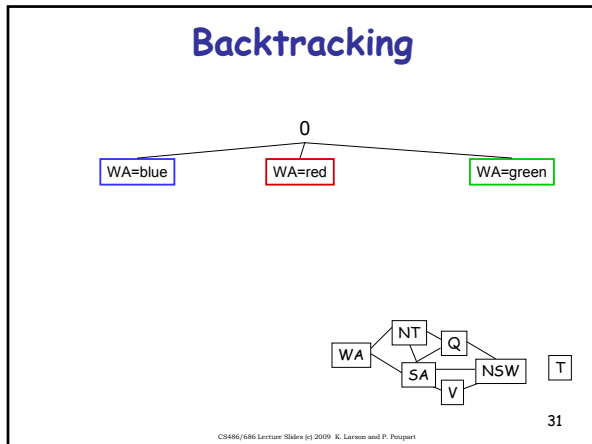 Backtracking
0
WA=blue WA=red WA=green
NT
Q
WA
NSW T
SA
V
31
CS486/686 Lecture Slides (c) 2009 K. Larson and P. Poupart